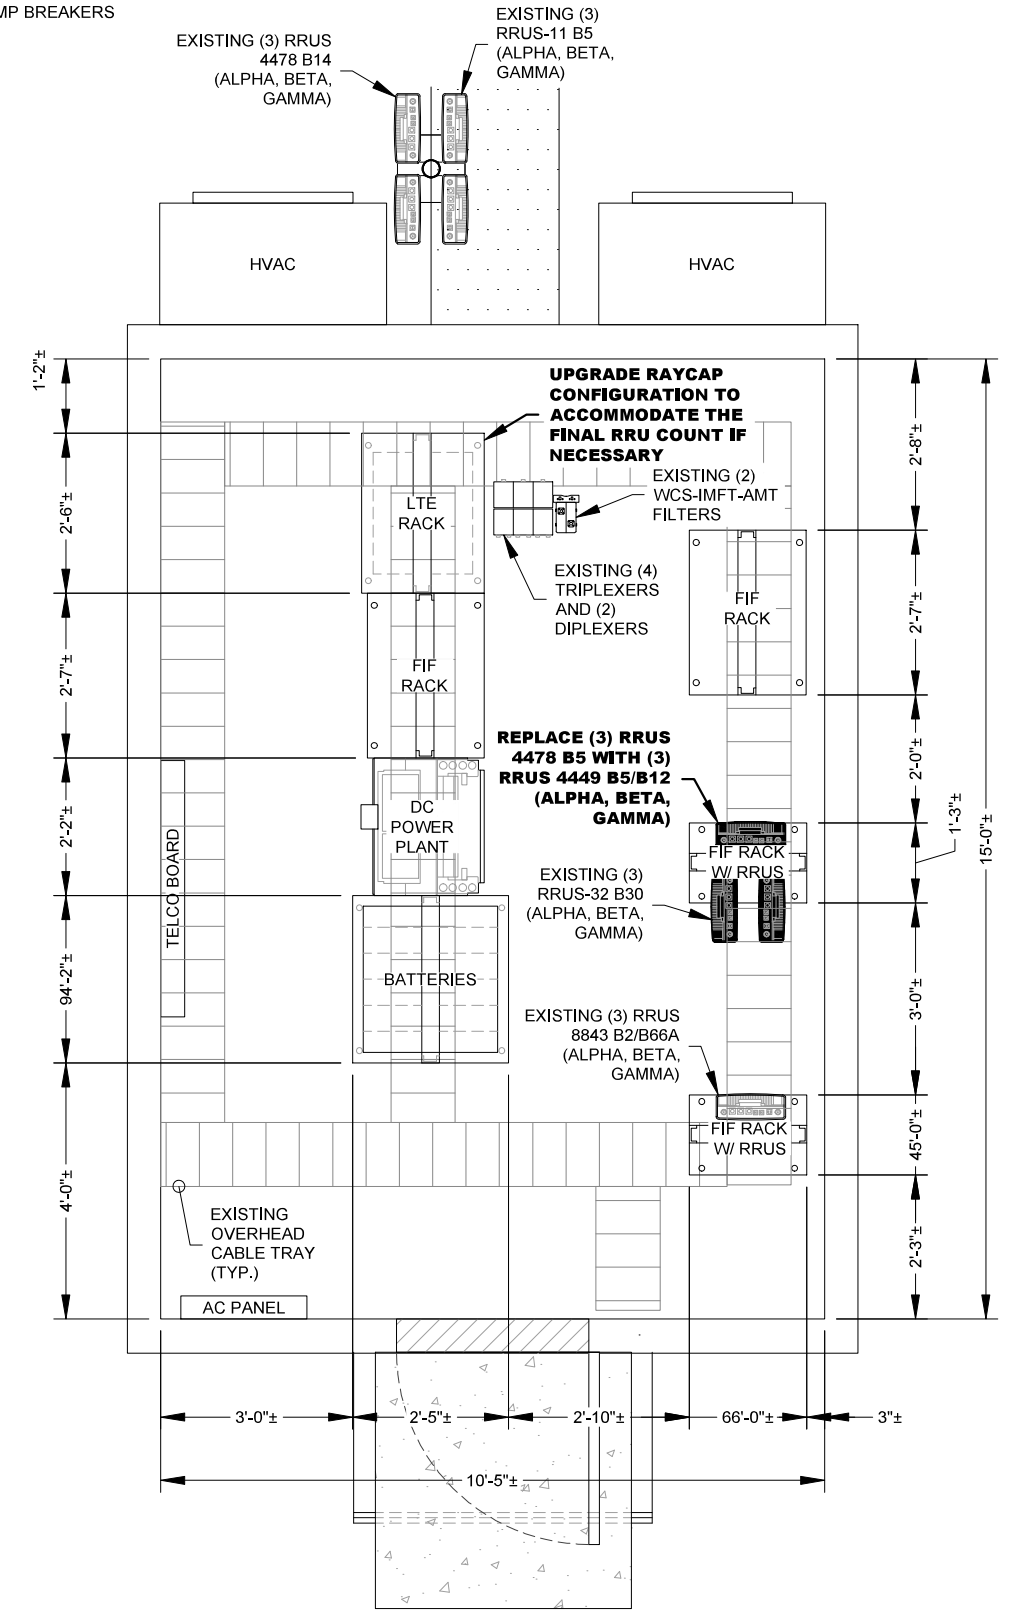 MP BREAKERS
EXISTING (3) RRUS
4478 B14
(ALPHA, BETA,
GAMMA)
EXISTING (3)
RRUS-11 B5
(ALPHA, BETA,
GAMMA)
HVAC
HVAC
1'-2"±
2'-6"±
2'-7"±
2'-2"±
94'-2"±
4'-0"±
UPGRADE RAYCAP
CONFIGURATION TO
ACCOMMODATE THE
FINAL RRU COUNT IF
NECESSARY
LTE
RACK
EXISTING (2)
WCS-IMFT-AMT
FILTERS
EXISTING (4)
TRIPLEXERS
AND (2)
DIPLEXERS
FIF
RACK
FIF
RACK
REPLACE (3) RRUS
4478 B5 WITH (3)
RRUS 4449 B5/B12
(ALPHA, BETA,
GAMMA)
DC
POWER
PLANT
TELCO BOARD
FIF RACK
W/ RRUS
EXISTING (3)
RRUS-32 B30
(ALPHA, BETA,
GAMMA)
BATTERIES
EXISTING (3) RRUS
8843 B2/B66A
(ALPHA, BETA,
GAMMA)
FIF RACK
W/ RRUS
EXISTING
OVERHEAD
CABLE TRAY
(TYP.)
AC PANEL
2'-8"±
2'-7"±
2'-0"±
1'-3"±
3'-0"±
45'-0"±
2'-3"±
15'-0"±
3'-0"±
2'-5"±
2'-10"±
66'-0"±
3"±
10'-5"±